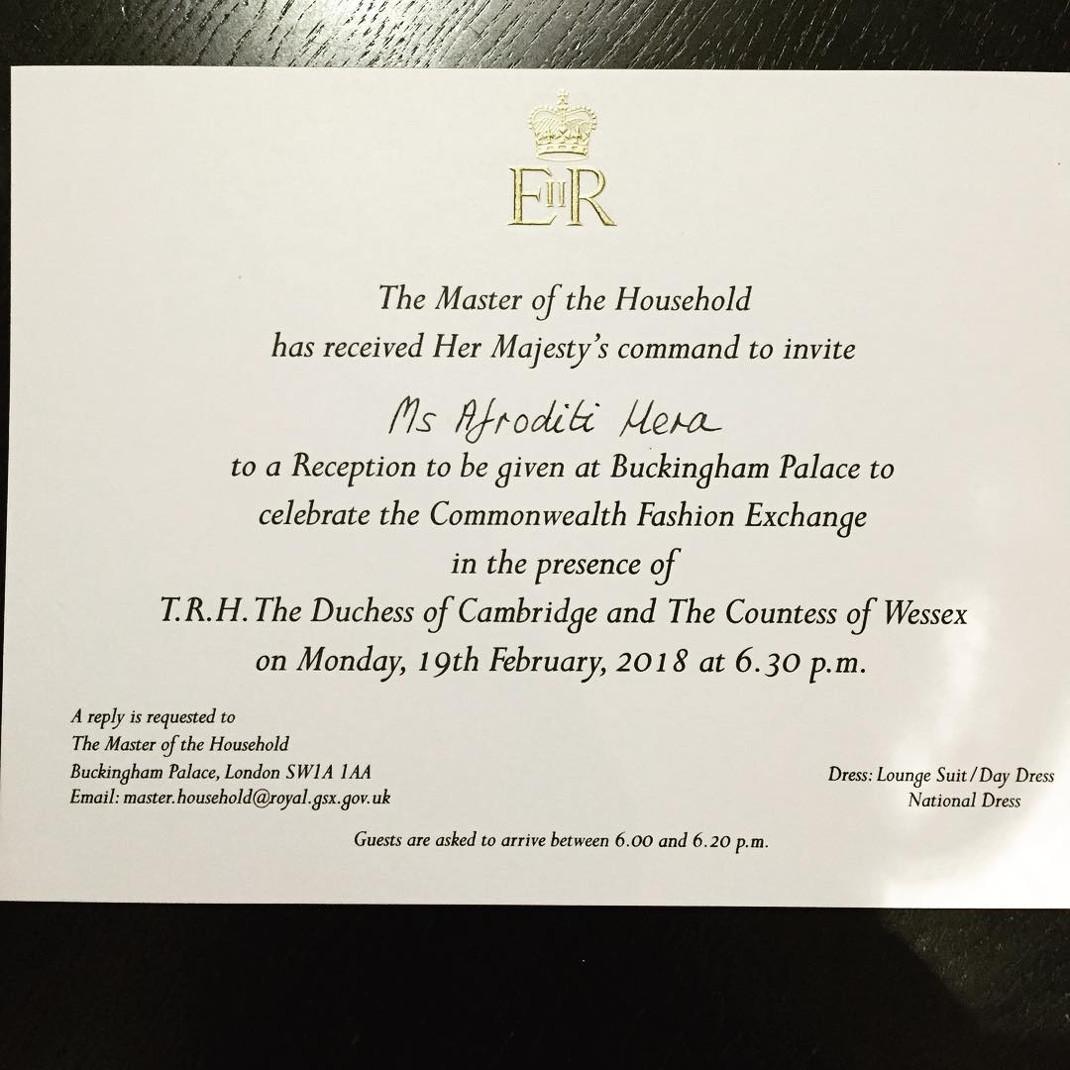 EIIR
The Master of the Household
has received Her Majesty's command to invite
Ms Afroditi Hera
to a Reception to be given at Buckingham Palace to
celebrate the Commonwealth Fashion Exchange
in the presence of
T.R.H. The Duchess of Cambridge and The Countess of Wessex
on Monday, 19th February, 2018 at 6.30 p.m.
A reply is requested to
The Master of the Household
Buckingham Palace, London SW1A 1AA
Email: master.household@royal.gsx.gov.uk
Dress: Lounge Suit/Day Dress
National Dress
Guests are asked to arrive between 6.00 and 6.20 p.m.